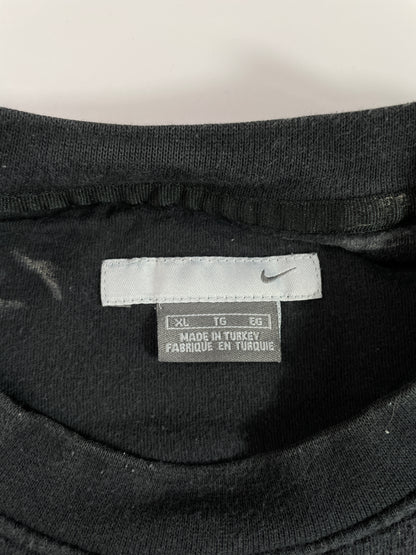 XL TG EG
MADE IN TURKEY
FABRIQUE EN TURQUIE